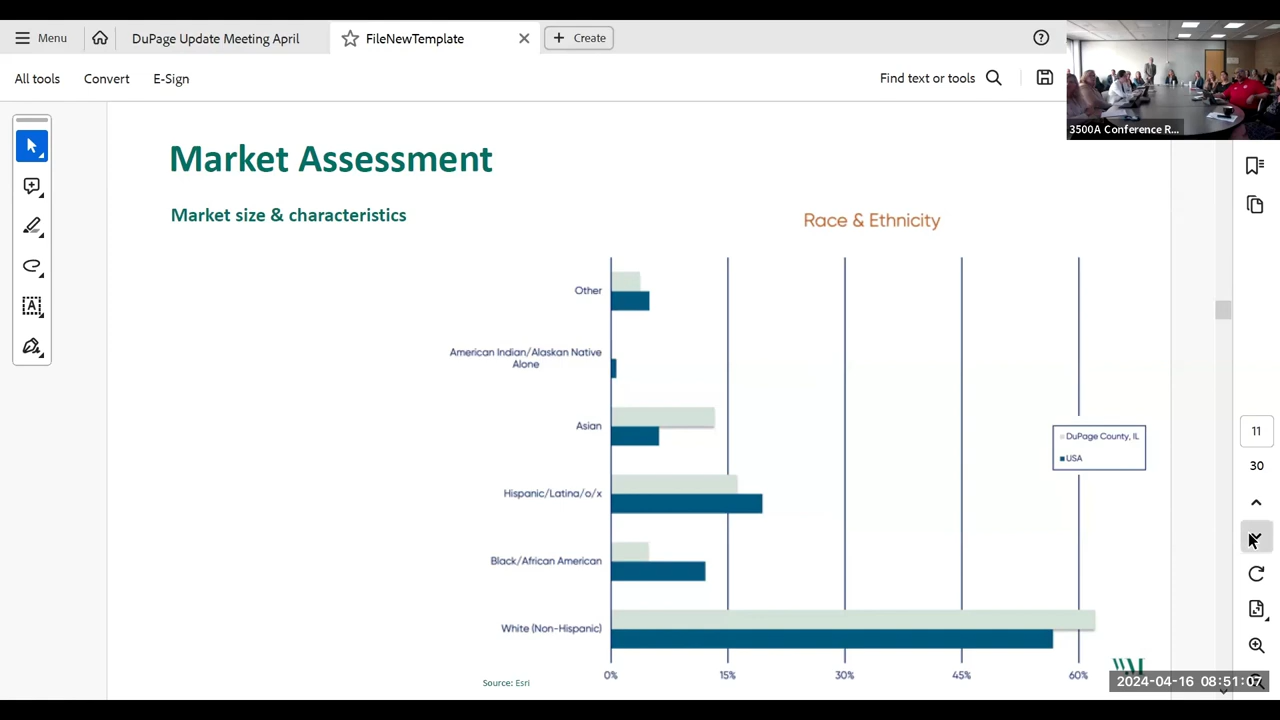 Menu
DuPage Update Meeting April
FileNewTemplate
Create
All tools
Convert
E-Sign
Find text or tools
3500A Conference R...
Market Assessment
Market size & characteristics
Race & Ethnicity
Other
American Indian/Alaskan Native
Alone
Asian
DuPage County, IL
USA
Hispanic/Latina/o/x
Black/African American
White (Non-Hispanic)
0%
15%
30%
45%
60%
Source: Esri
WM
11
30
2024-04-16 08:51:07